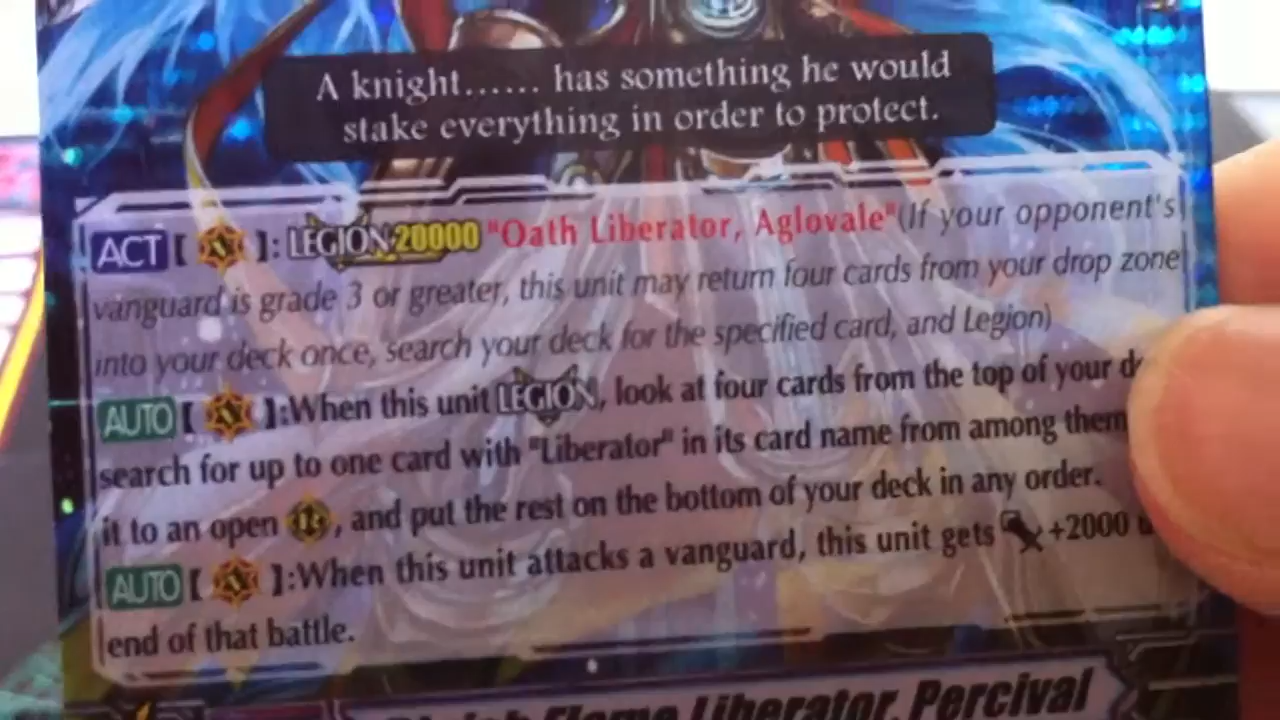 A knight...... has something he would
stake everything in order to protect.
ACT [ V ]: LEGION 20000 "Oath Liberator, Aglovale"(If your opponent's
vanguard is grade 3 or greater, this unit may return four cards from your drop zone
into your deck once, search your deck for the specified card, and Legion)
AUTO [ V ]:When this unit LEGION, look at four cards from the top of your
search for up to one card with "Liberator" in its card name from among them
it to an open R, and put the rest on the bottom of your deck in any order.
AUTO [ V ]:When this unit attacks a vanguard, this unit gets +2000
end of that battle.
Flame Liberator, Percival